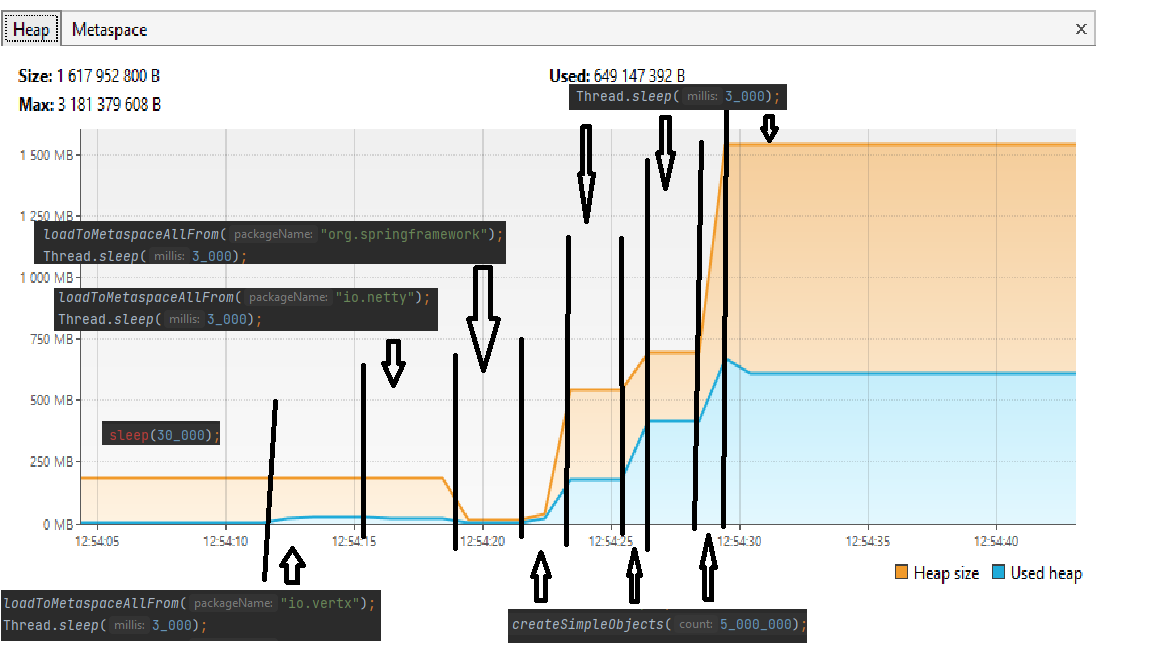 Heap Metaspace ×
Size: 1 617 952 800 B Used: 649 147 392 B
Max: 3 181 379 608 B
Thread.sleep( millis: 3_000);
1 500 MB
1 250 MB
loadToMetaspaceAllFrom( packageName: "org.springframework");
Thread.sleep( millis: 3_000);
1 000 MB
loadToMetaspaceAllFrom( packageName: "io.netty");
Thread.sleep( millis: 3_000);
750 MB
500 MB
sleep(30_000);
250 MB
0 MB
12:54:05 12:54:10 12:54:15 12:54:20 12:54:25 12:54:30 12:54:35 12:54:40
Heap size Used heap
loadToMetaspaceAllFrom( packageName: "io.vertx");
Thread.sleep( millis: 3_000);
createSimpleObjects( count: 5_000_000);